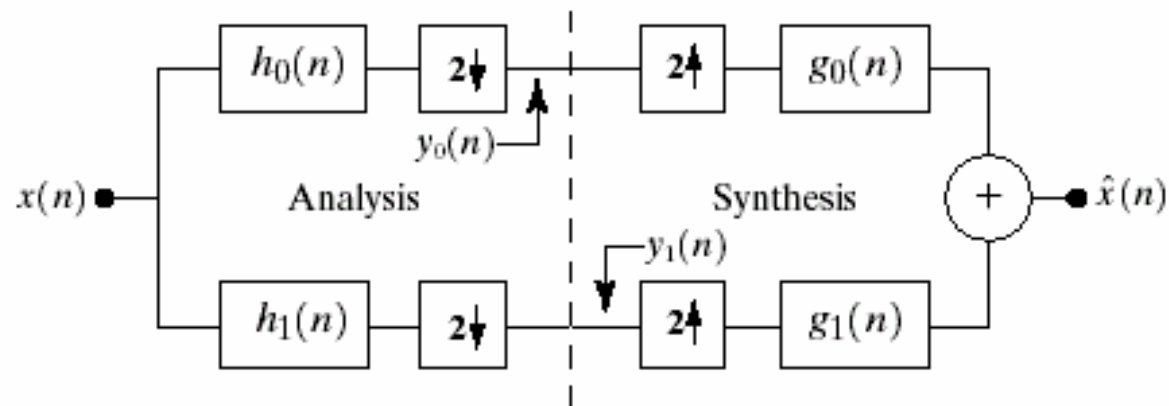 h₀(n) 2↓ 2↑ g₀(n)
y₀(n)
x(n) Analysis Synthesis + x̂(n)
y₁(n)
h₁(n) 2↓ 2↑ g₁(n)